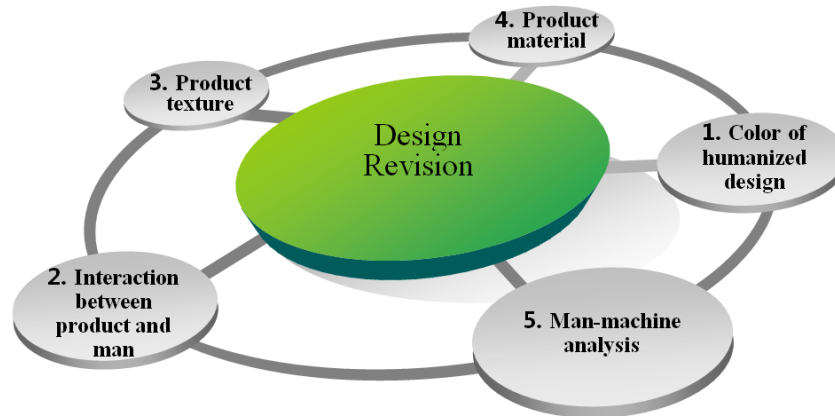 4. Product
material
3. Product
texture
Design
Revision
1. Color of
humanized
design
2. Interaction
between
product and
man
5. Man-machine
analysis